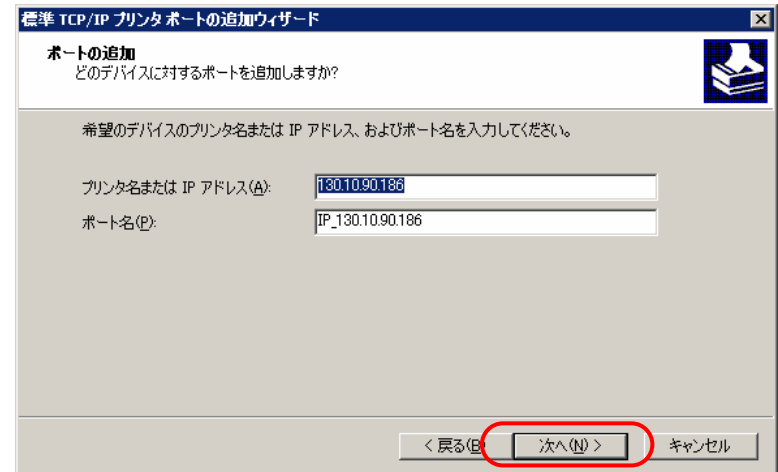 標準 TCP/IP プリンタ ポートの追加ウィザード
ポートの追加
どのデバイスに対するポートを追加しますか?
希望のデバイスのプリンタ名または IP アドレス、およびポート名を入力してください。
プリンタ名または IP アドレス(A): 130.10.90.186
ポート名(P): IP_130.10.90.186
< 戻る(B) 次へ(N) > キャンセル